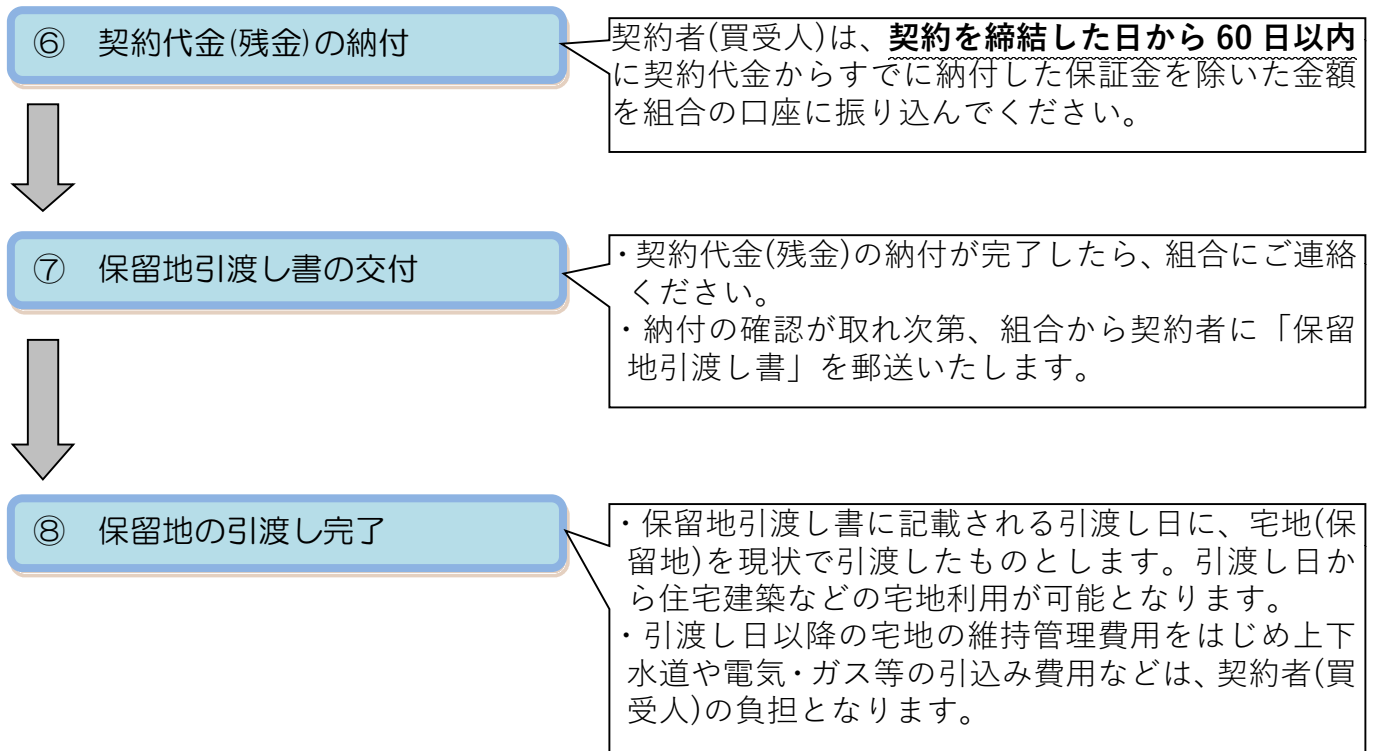 ⑥　契約代金(残金)の納付
契約者(買受人)は、契約を締結した日から 60 日以内
に契約代金からすでに納付した保証金を除いた金額
を組合の口座に振り込んでください。
⑦　保留地引渡し書の交付
・契約代金(残金)の納付が完了したら、組合にご連絡
ください。
・納付の確認が取れ次第、組合から契約者に「保留
地引渡し書」を郵送いたします。
⑧　保留地の引渡し完了
・保留地引渡し書に記載される引渡し日に、宅地(保
留地)を現状で引渡したものとします。引渡し日か
ら住宅建築などの宅地利用が可能となります。
・引渡し日以降の宅地の維持管理費用をはじめ上下
水道や電気・ガス等の引込み費用などは、契約者(買
受人)の負担となります。